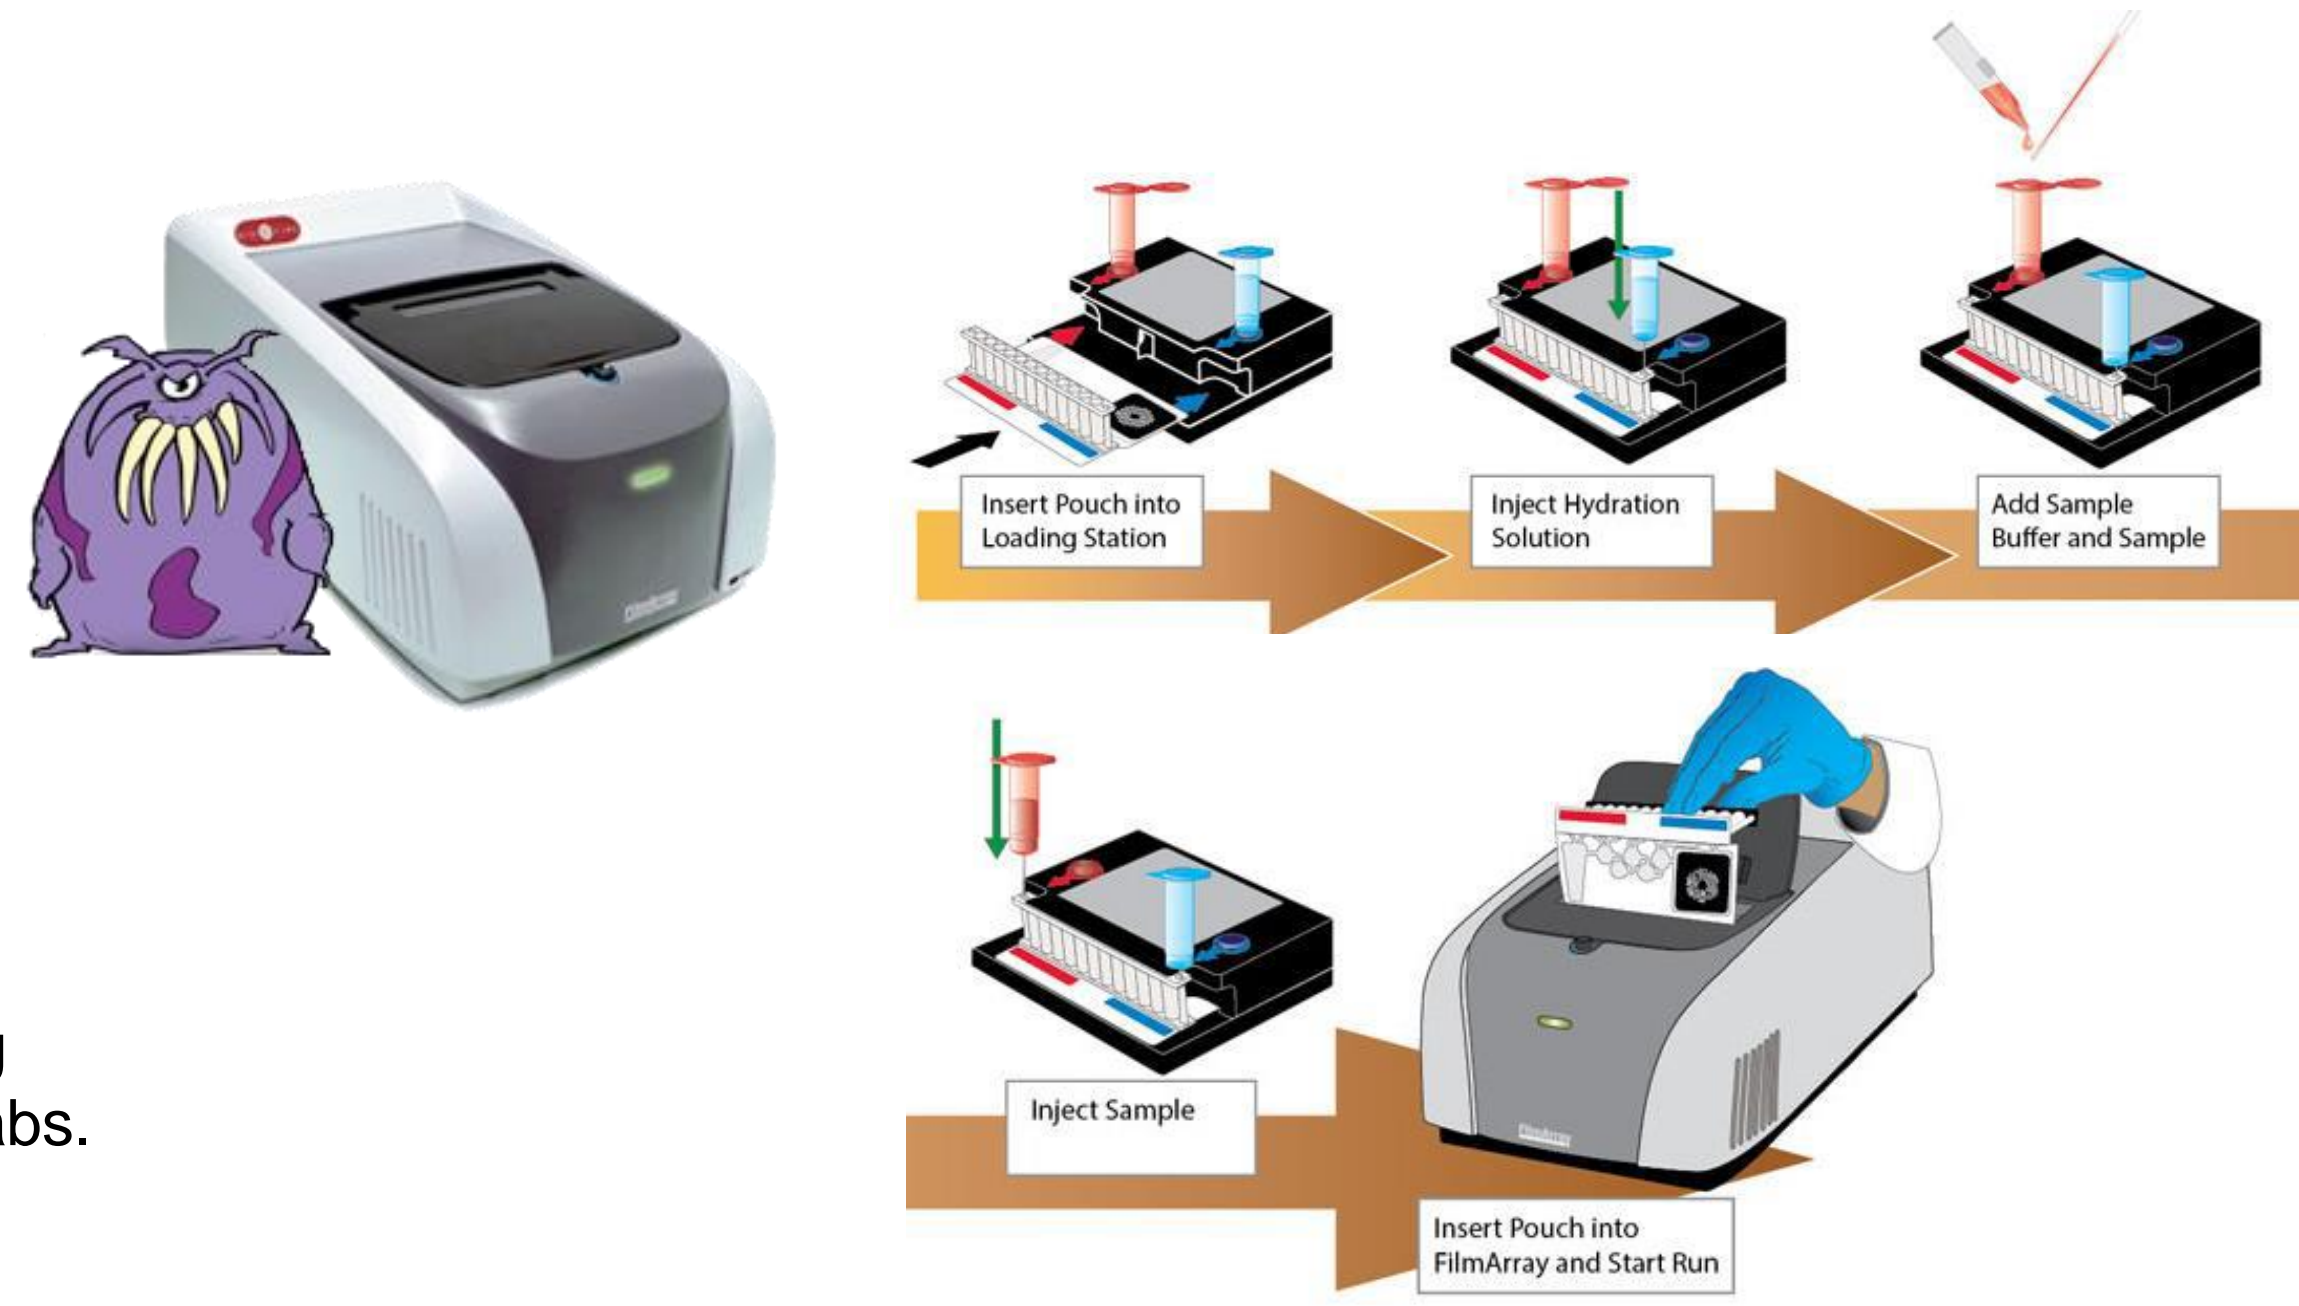 Insert Pouch into
Loading Station
Inject Hydration
Solution
Add Sample
Buffer and Sample
Inject Sample
FilmArray
Insert Pouch into
FilmArray and Start Run